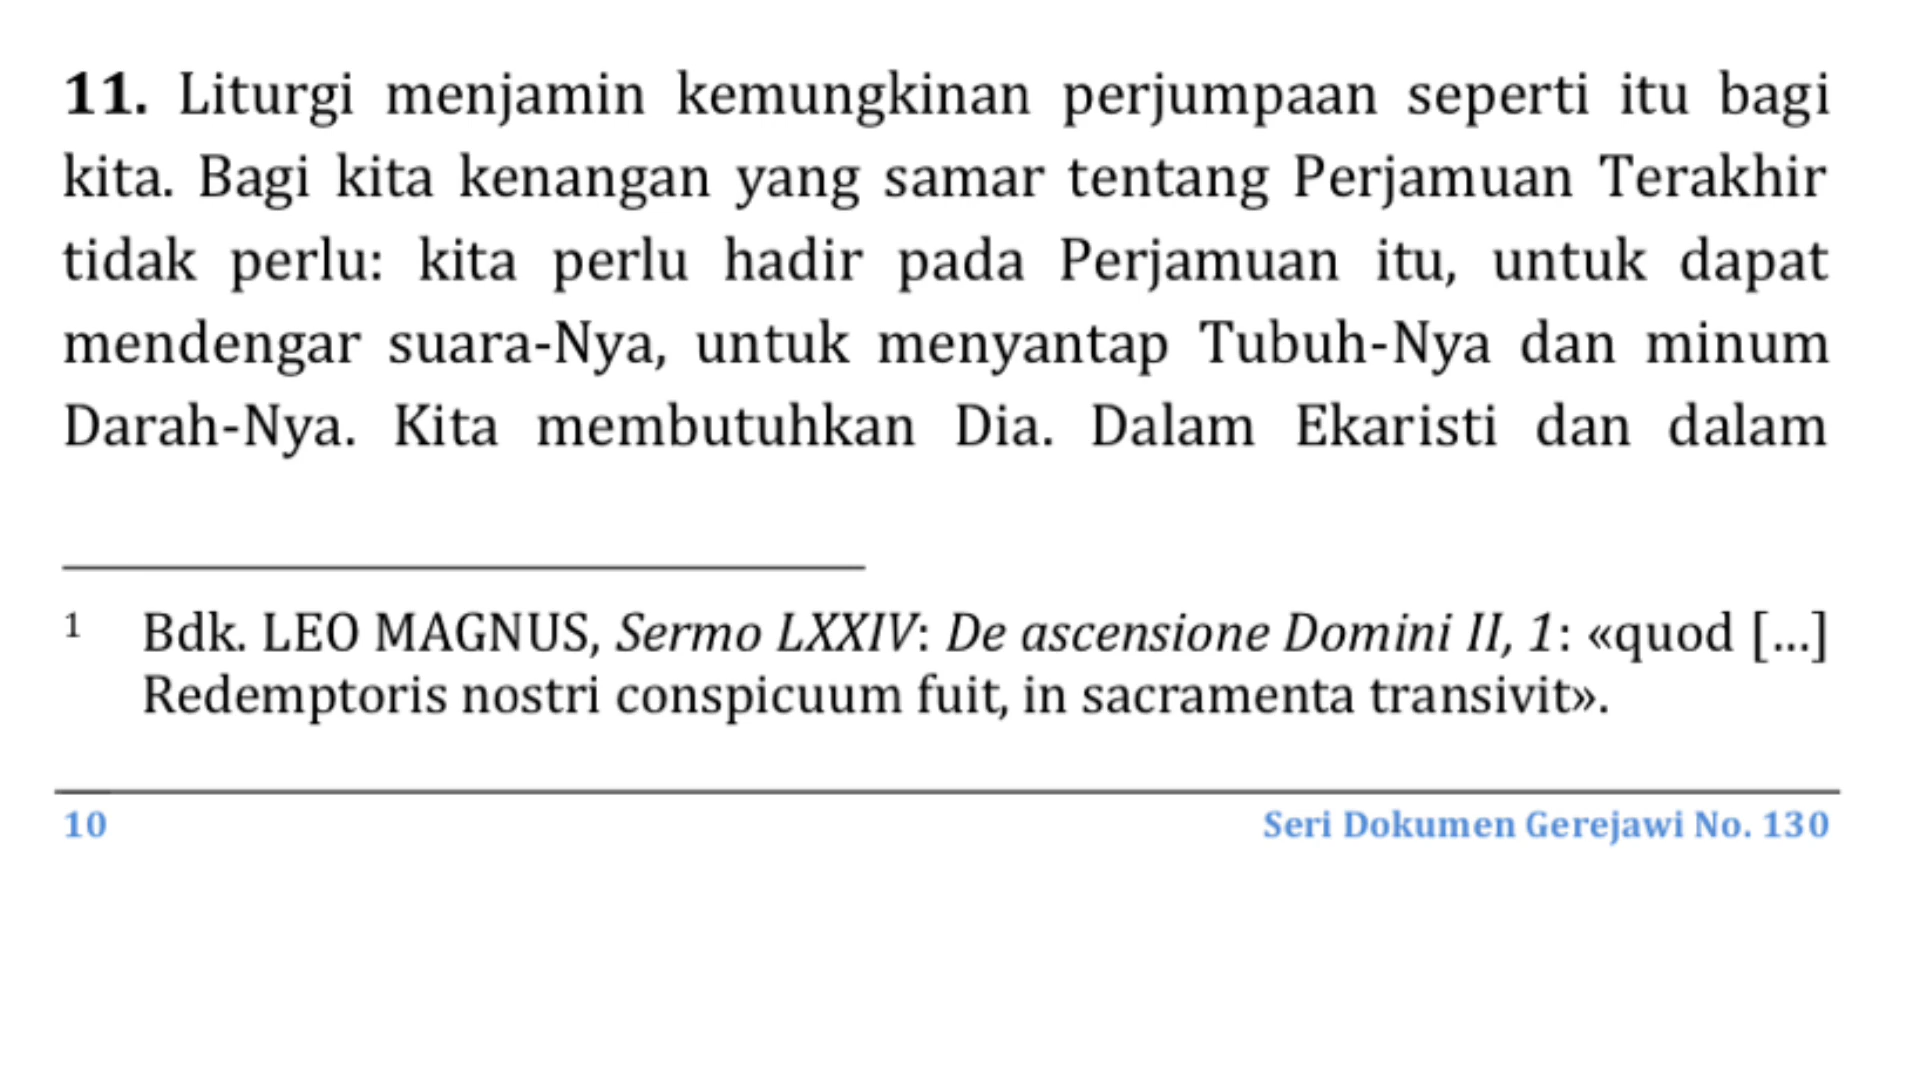 11. Liturgi menjamin kemungkinan perjumpaan seperti itu bagi
kita. Bagi kita kenangan yang samar tentang Perjamuan Terakhir
tidak perlu: kita perlu hadir pada Perjamuan itu, untuk dapat
mendengar suara-Nya, untuk menyantap Tubuh-Nya dan minum
Darah-Nya. Kita membutuhkan Dia. Dalam Ekaristi dan dalam
1 Bdk. LEO MAGNUS, Sermo LXXIV: De ascensione Domini II, 1: «quod [...]
Redemptoris nostri conspicuum fuit, in sacramenta transivit».
10 Seri Dokumen Gerejawi No. 130